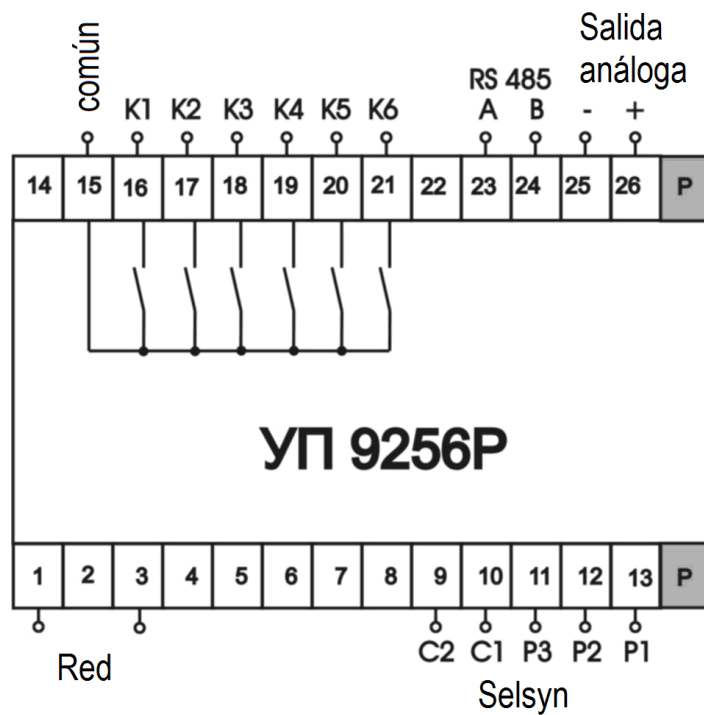 Salida
análoga
común
RS 485
K1 K2 K3 K4 K5 K6 A B - +
14 15 16 17 18 19 20 21 22 23 24 25 26 P
УП 9256Р
1 2 3 4 5 6 7 8 9 10 11 12 13 P
C2 C1 P3 P2 P1
Red
Selsyn